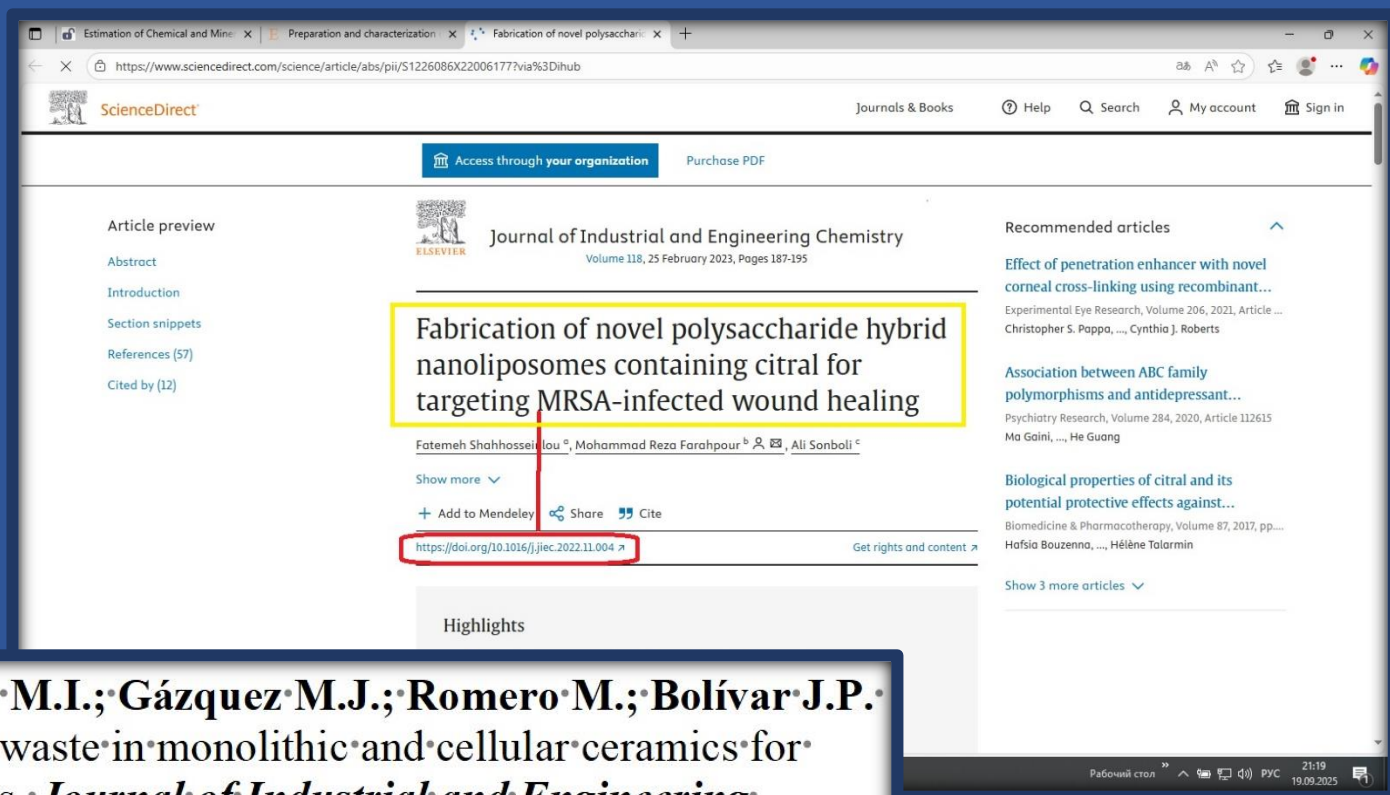 Estimation of Chemical and Mine
Preparation and characterization
Fabrication of novel polysaccharid
https://www.sciencedirect.com/science/article/abs/pii/S1226086X22006177?via%3Dihub
ScienceDirect
Journals & Books
Help
Search
My account
Sign in
Access through your organization
Purchase PDF
Article preview
Abstract
Introduction
Section snippets
References (57)
Cited by (12)
ELSEVIER
Journal of Industrial and Engineering Chemistry
Volume 118, 25 February 2023, Pages 187-195
Fabrication of novel polysaccharide hybrid
nanoliposomes containing citral for
targeting MRSA-infected wound healing
Fatemeh Shahhosseinlou a, Mohammad Reza Farahpour b, Ali Sonboli c
Show more
Add to Mendeley
Share
Cite
https://doi.org/10.1016/j.jiec.2022.11.004
Get rights and content
Highlights
Recommended articles
Effect of penetration enhancer with novel
corneal cross-linking using recombinant...
Experimental Eye Research, Volume 206, 2021, Article ...
Christopher S. Pappa, ..., Cynthia J. Roberts
Association between ABC family
polymorphisms and antidepressant...
Psychiatry Research, Volume 284, 2020, Article 112615
Ma Gaini, ..., He Guang
Biological properties of citral and its
potential protective effects against...
Biomedicine & Pharmacotherapy, Volume 87, 2017, pp....
Hafsia Bouzenna, ..., Hélène Talarmin
Show 3 more articles
M.I.; Gázquez M.J.; Romero M.; Bolívar J.P.
waste in monolithic and cellular ceramics for
Journal of Industrial and Engineering
Рабочий стол
РУС
21:19
19.09.2025